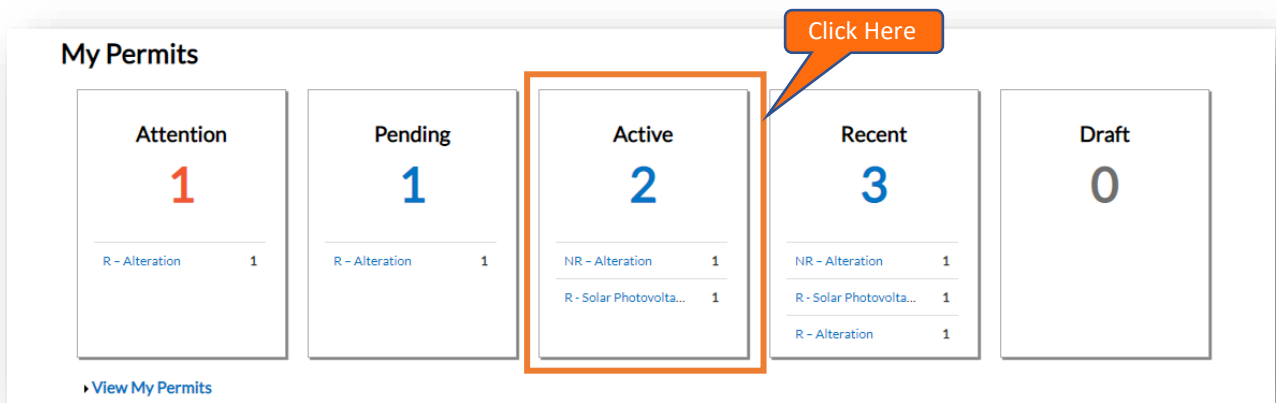 Click Here
My Permits
Attention
1
R – Alteration 1
Pending
1
R – Alteration 1
Active
2
NR – Alteration 1
R - Solar Photovolta... 1
Recent
3
NR – Alteration 1
R - Solar Photovolta... 1
R – Alteration 1
Draft
0
View My Permits